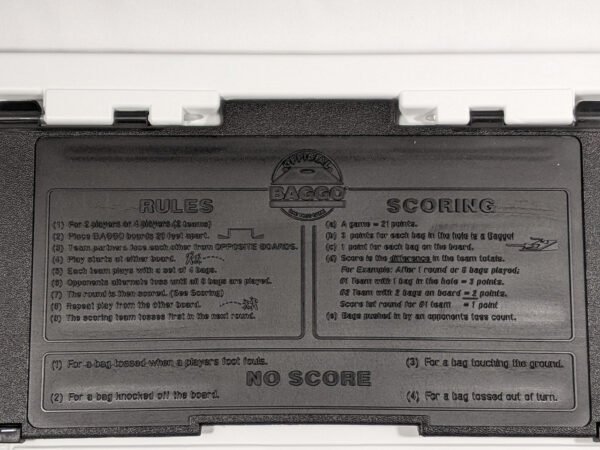 OFFICIAL
BAGGO
RULES
(1) For 2 players or 4 players (2 teams)
(2) Place BAGGO boards 20 feet apart.
(3) Team partners face each other from OPPOSITE BOARDS.
(4) Play starts at either board.
(5) Each team plays with a set of 4 bags.
(6) Opponents alternate toss until all 8 bags are played.
(7) The round is then scored. (See Scoring)
(8) Repeat play from the other board.
(9) The scoring team tosses first in the next round.
SCORING
(a) A game = 21 points.
(b) 3 points for each bag in the hole is a Baggo!
(c) 1 point for each bag on the board.
(d) Score is the difference in the team totals.
For Example: After 1 round or 8 bags played;
#1 Team with 1 bag in the hole = 3 points.
#2 Team with 2 bags on board = 2 points.
Score 1st round for #1 team = 1 point
(e) Bags pushed in by an opponents toss count.
(1) For a bag tossed when a players foot fouls.
(3) For a bag touching the ground.
NO SCORE
(2) For a bag knocked off the board.
(4) For a bag tossed out of turn.